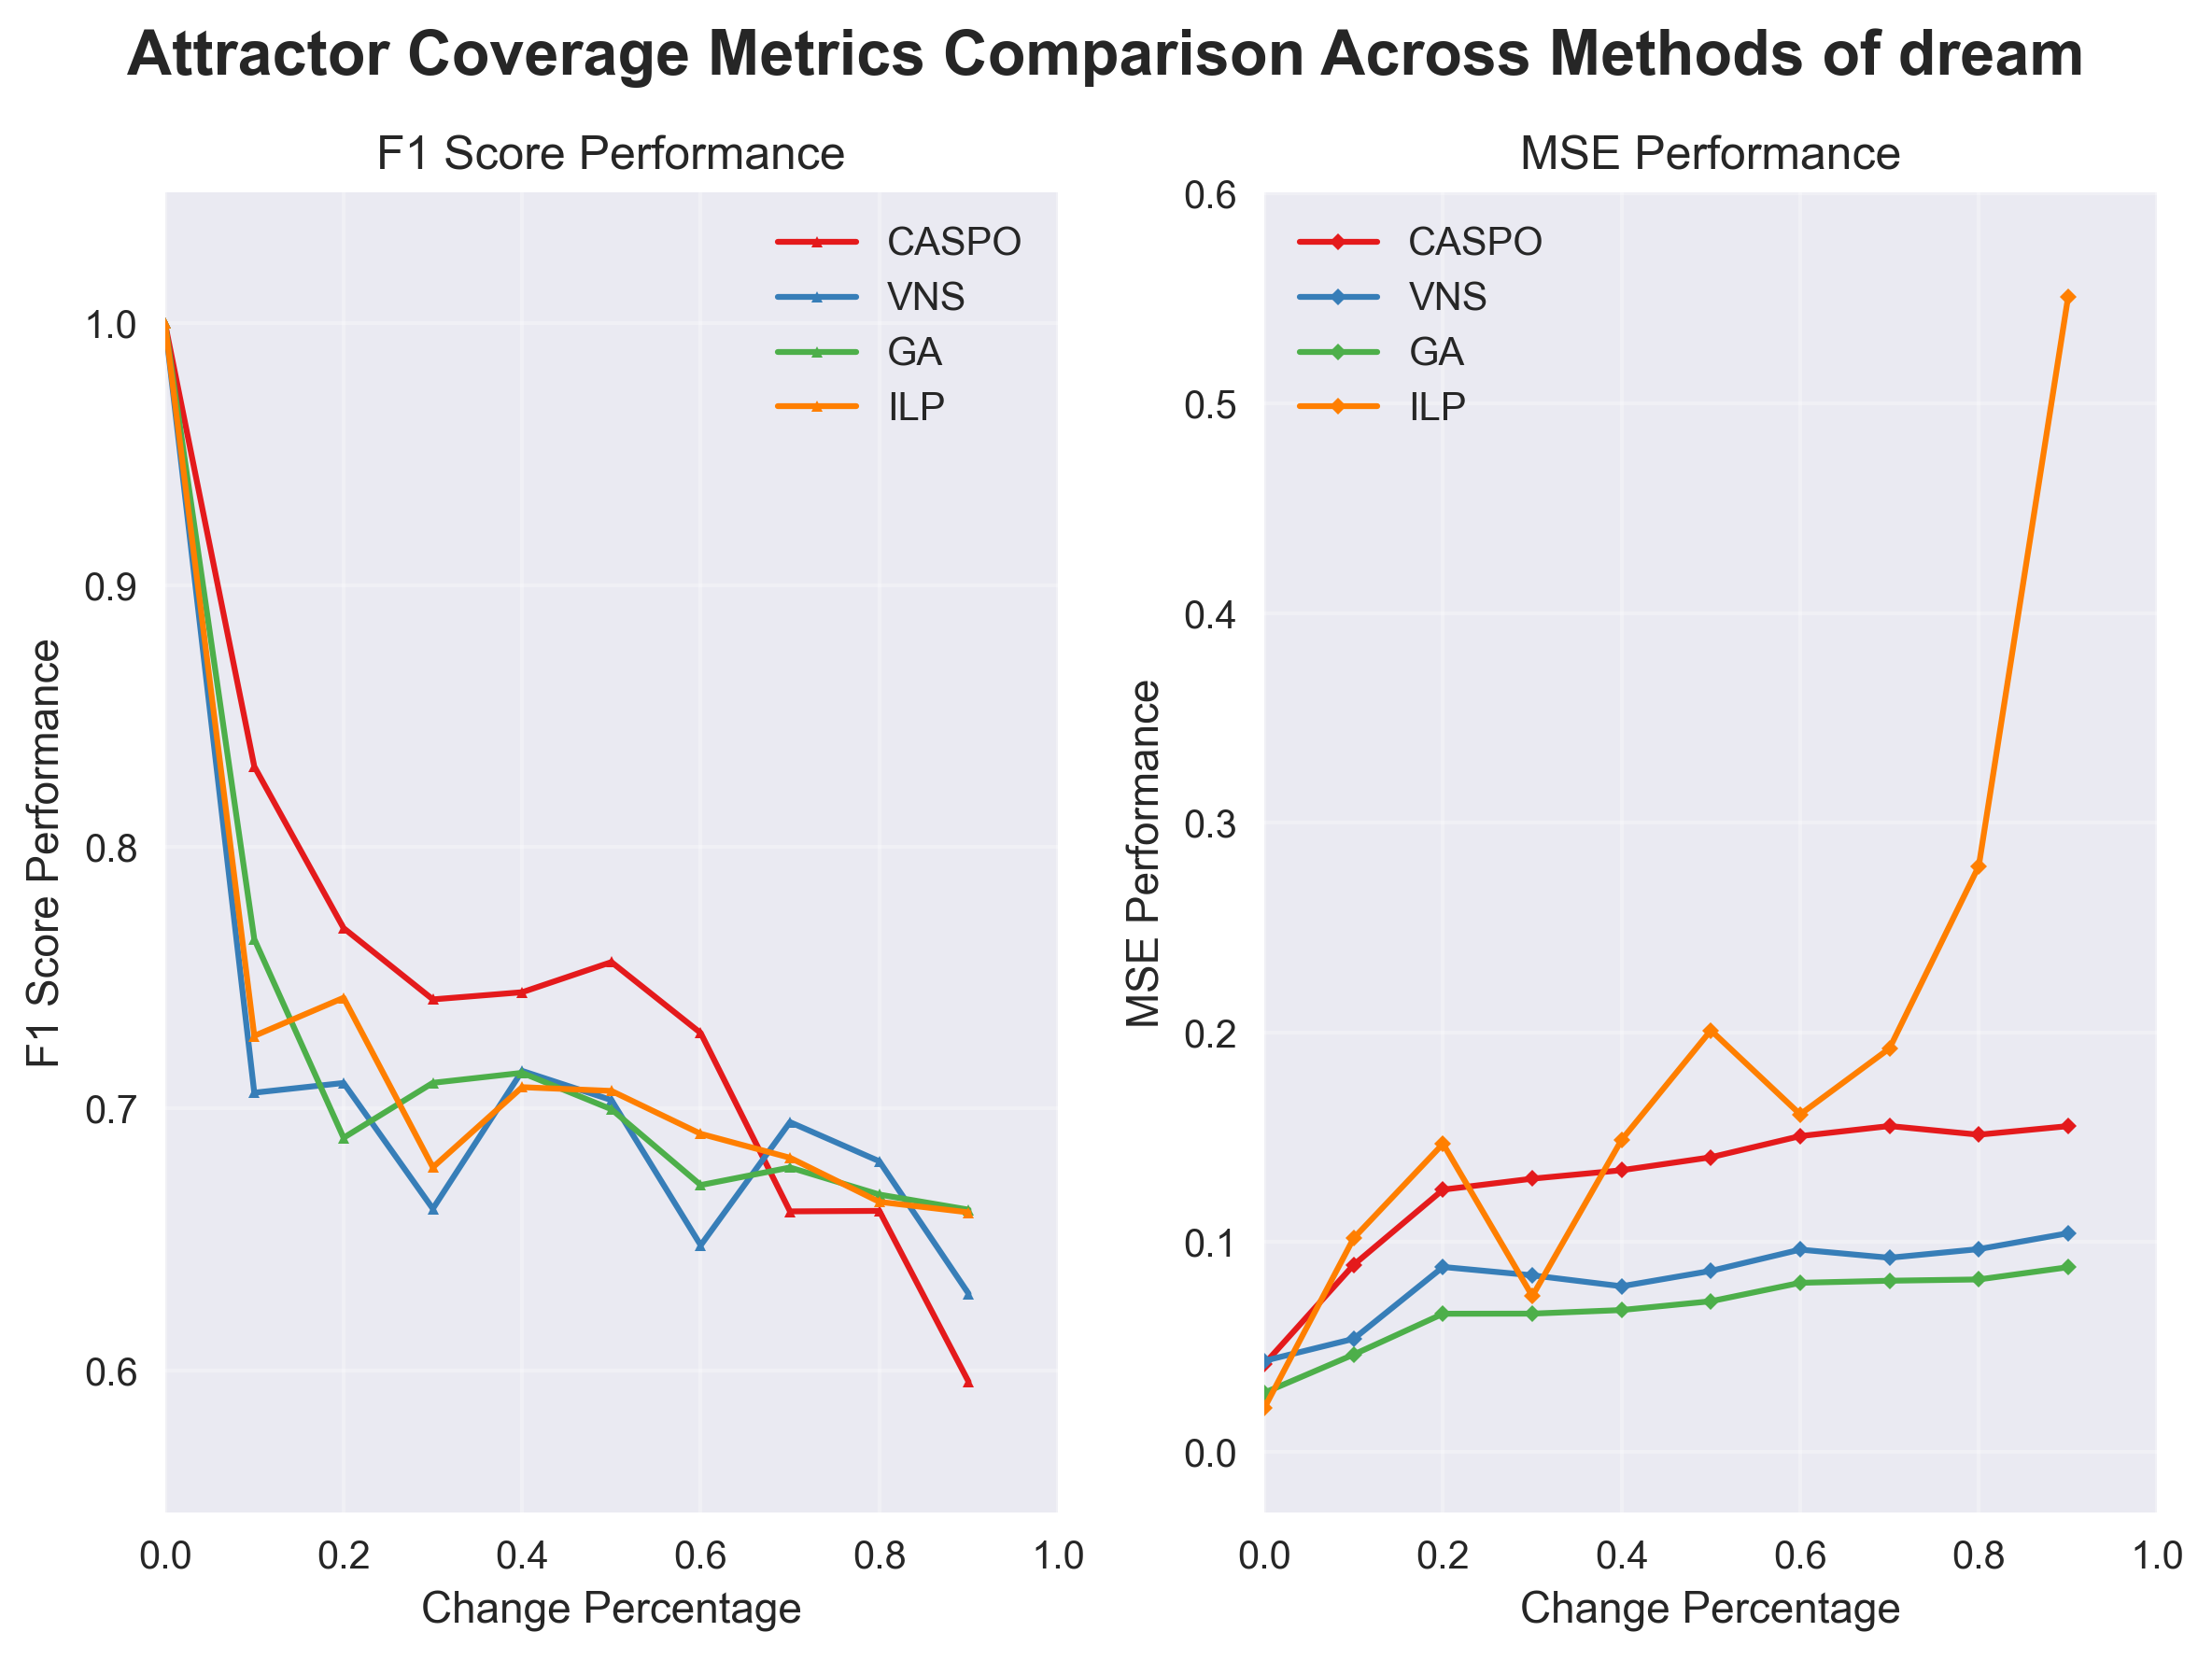 Attractor Coverage Metrics Comparison Across Methods of dream
F1 Score Performance
CASPO
VNS
GA
ILP
1.0
0.9
0.8
0.7
0.6
F1 Score Performance
0.0 0.2 0.4 0.6 0.8 1.0
Change Percentage
MSE Performance
CASPO
VNS
GA
ILP
0.6
0.5
0.4
0.3
0.2
0.1
0.0
MSE Performance
0.0 0.2 0.4 0.6 0.8 1.0
Change Percentage